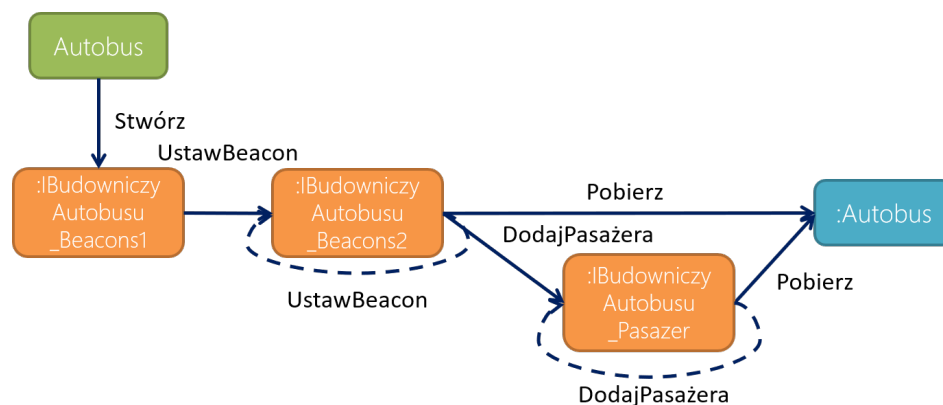 Autobus
Stwórz
UstawBeacon
:IBudowniczy
Autobusu
_Beacons1
:IBudowniczy
Autobusu
_Beacons2
Pobierz
:Autobus
DodajPasażera
UstawBeacon
:IBudowniczy
Autobusu
_Pasazer
Pobierz
DodajPasażera